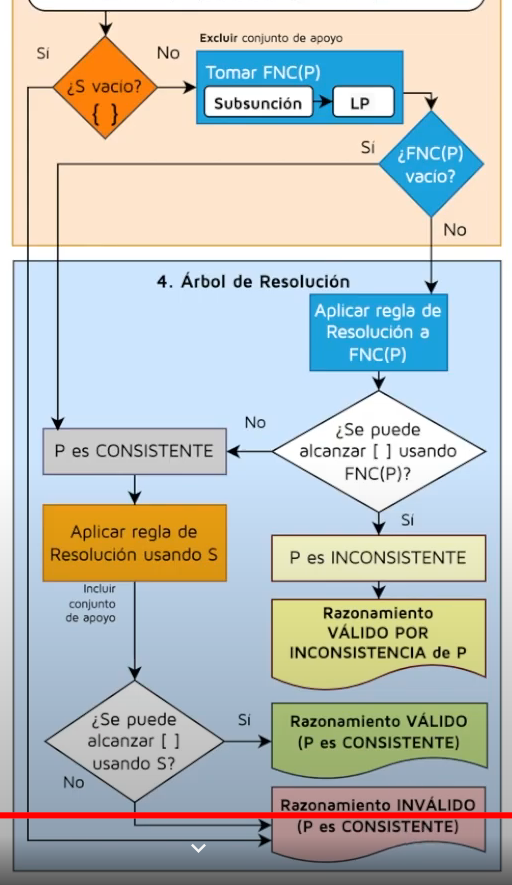 Sí
No
Excluir conjunto de apoyo
¿S vacio?
{ }
Tomar FNC(P)
Subsunción
LP
Sí
¿FNC(P)
vacío?
No
4. Árbol de Resolución
Aplicar regla de
Resolución a
FNC(P)
No
¿Se puede
alcanzar [ ] usando
FNC(P)?
P es CONSISTENTE
Sí
Aplicar regla de
Resolución usando S
P es INCONSISTENTE
Incluir
conjunto
de apoyo
Razonamiento
VÁLIDO POR
INCONSISTENCIA de P
¿Se puede
alcanzar [ ]
usando S?
Sí
Razonamiento VÁLIDO
(P es CONSISTENTE)
No
Razonamiento INVÁLIDO
(P es CONSISTENTE)